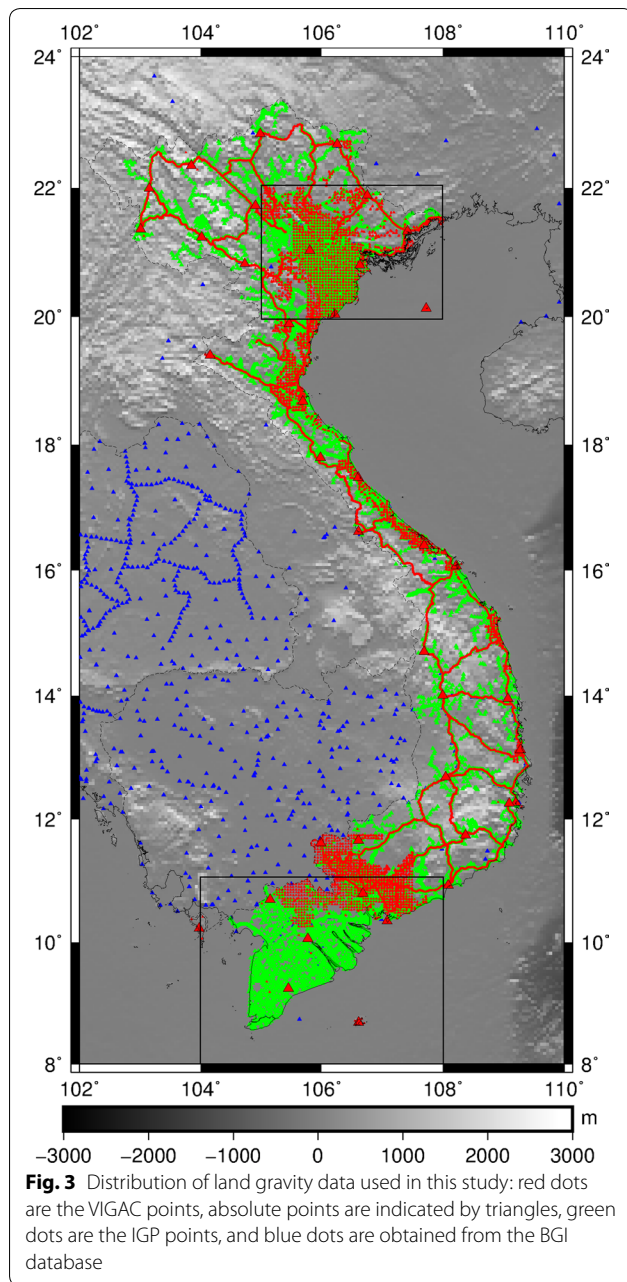 102˚ 104˚ 106˚ 108˚ 110˚
24˚ 24˚
22˚ 22˚
20˚ 20˚
18˚ 18˚
16˚ 16˚
14˚ 14˚
12˚ 12˚
10˚ 10˚
8˚ 8˚
102˚ 104˚ 106˚ 108˚ 110˚
m
−3000 −2000 −1000 0 1000 2000 3000
Fig. 3 Distribution of land gravity data used in this study: red dots
are the VIGAC points, absolute points are indicated by triangles, green
dots are the IGP points, and blue dots are obtained from the BGI
database